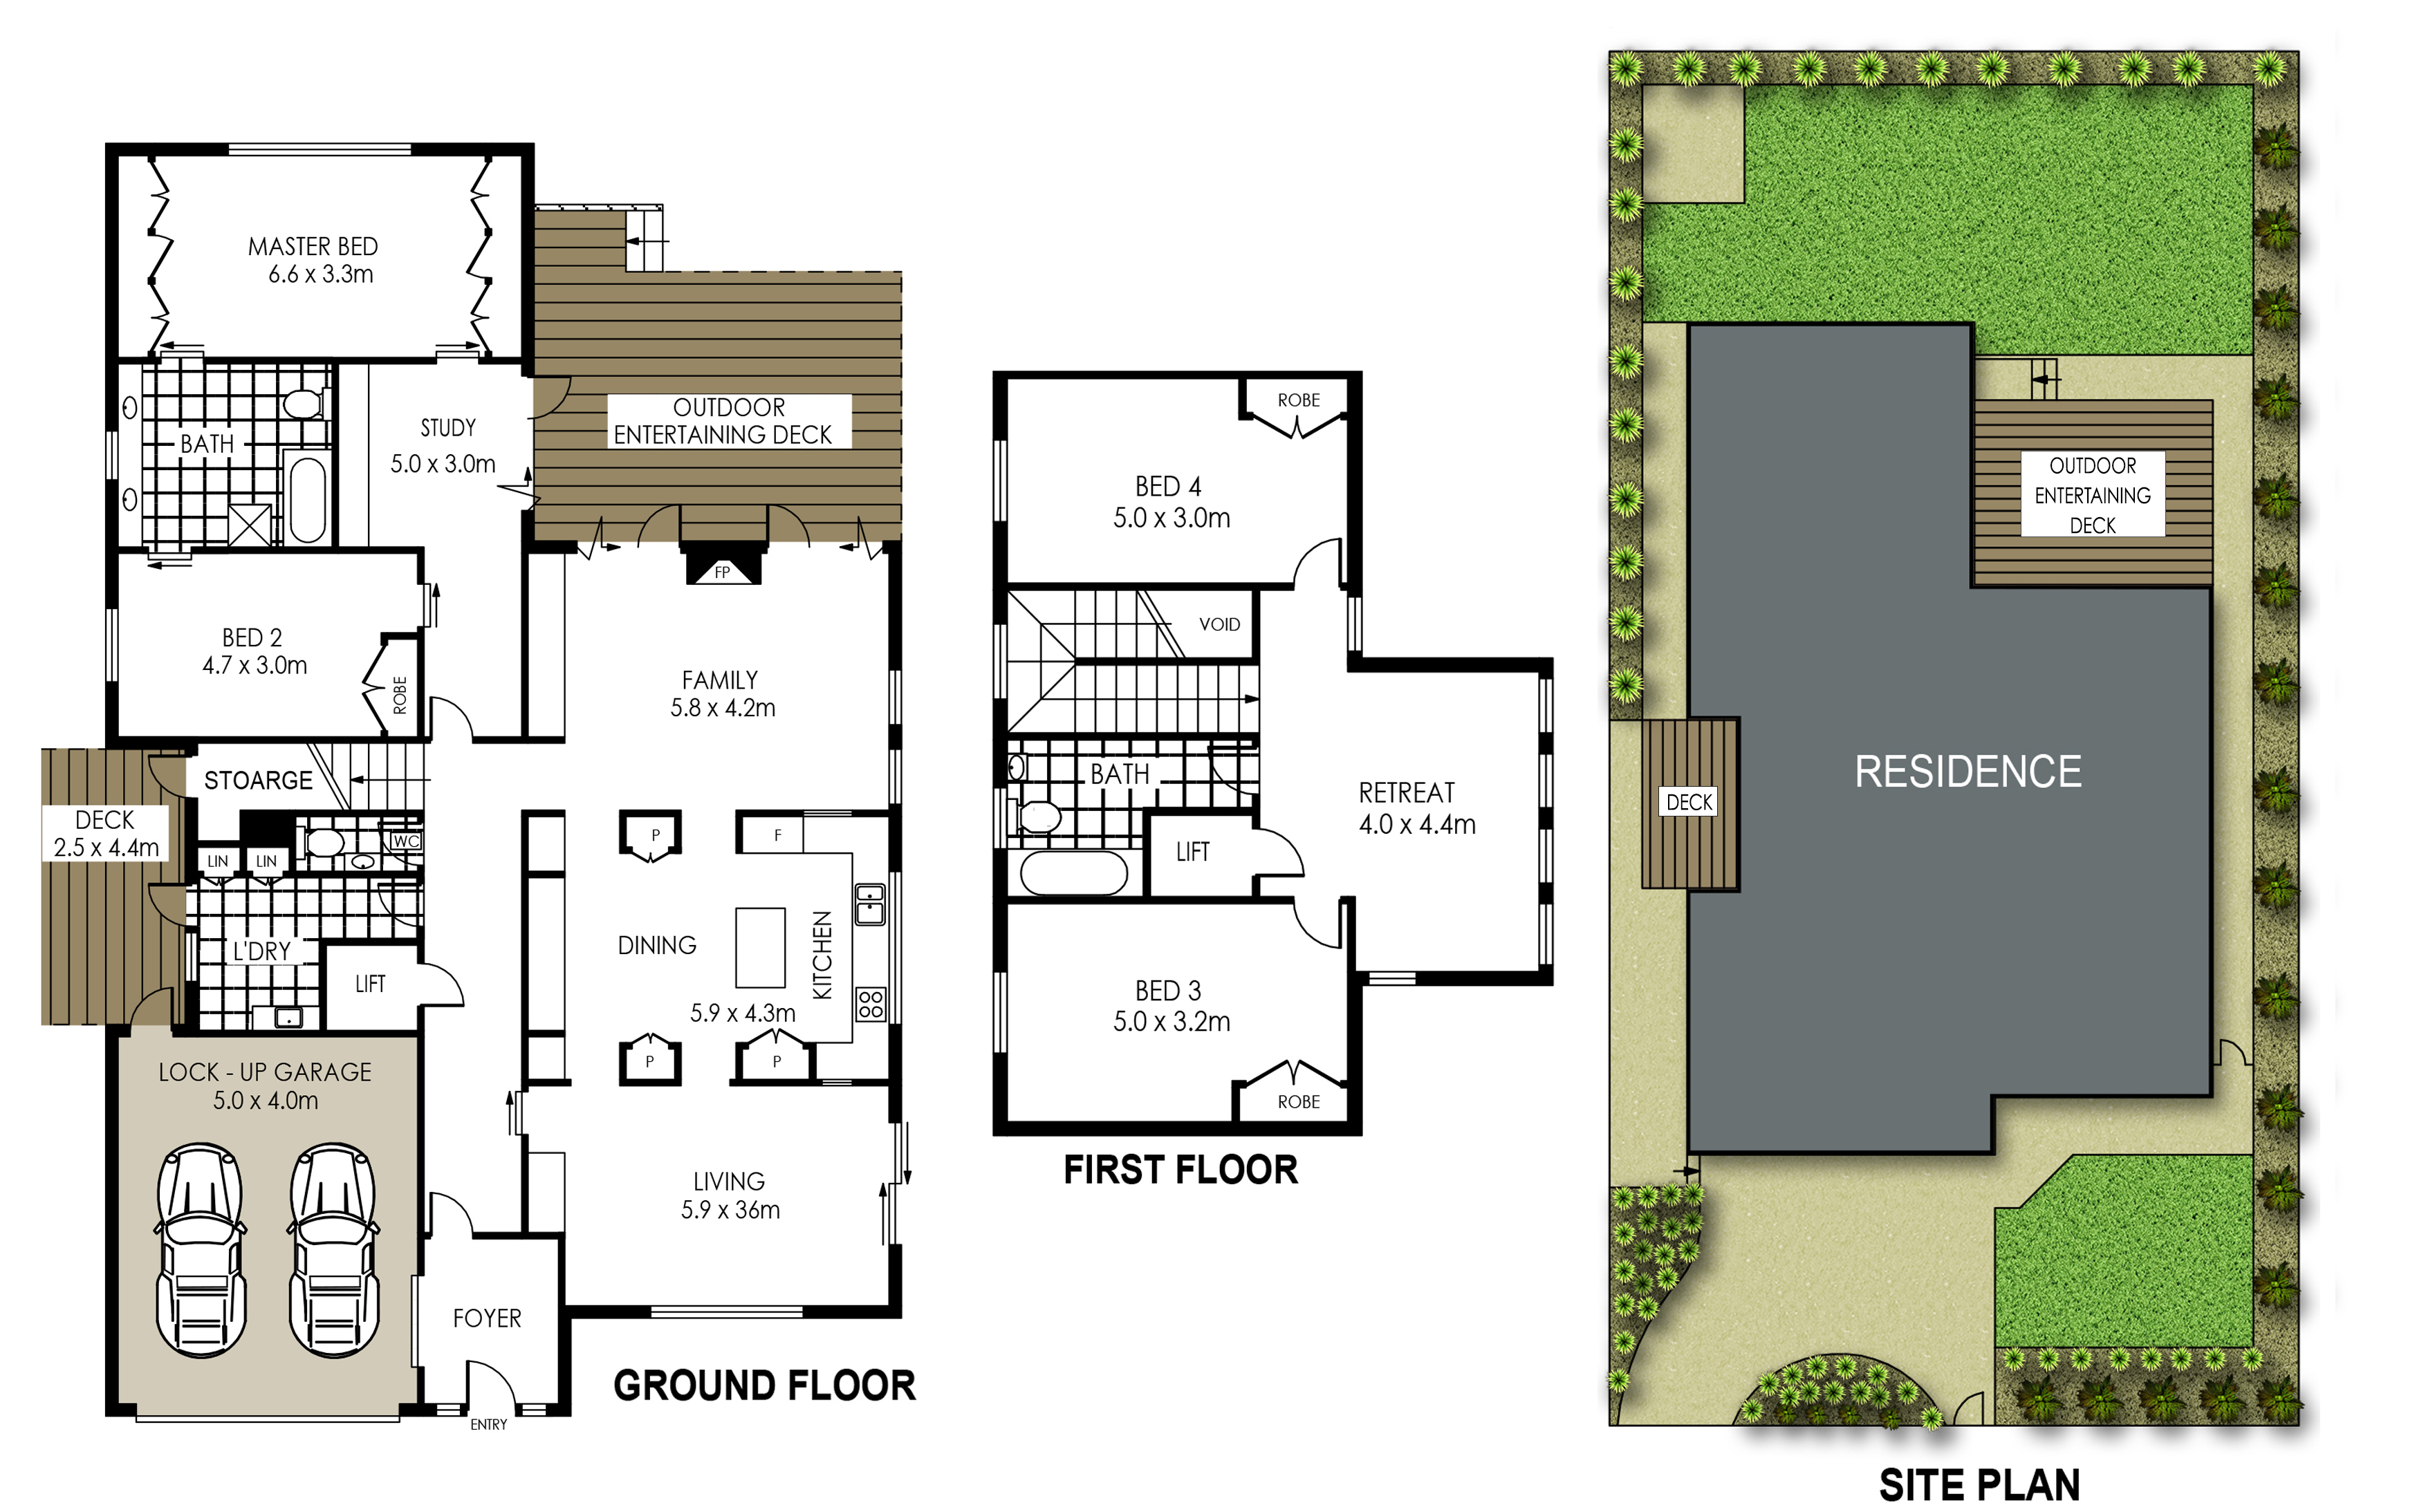 MASTER BED
6.6 x 3.3m
BATH
STUDY
5.0 x 3.0m
OUTDOOR
ENTERTAINING DECK
FP
BED 2
4.7 x 3.0m
ROBE
FAMILY
5.8 x 4.2m
STOARGE
DECK
2.5 x 4.4m
LIN
LIN
WC
P
F
L'DRY
LIFT
DINING
KITCHEN
5.9 x 4.3m
P
P
LOCK - UP GARAGE
5.0 x 4.0m
LIVING
5.9 x 36m
FOYER
ENTRY
GROUND FLOOR
ROBE
BED 4
5.0 x 3.0m
VOID
BATH
RETREAT
4.0 x 4.4m
LIFT
BED 3
5.0 x 3.2m
ROBE
FIRST FLOOR
OUTDOOR
ENTERTAINING
DECK
RESIDENCE
DECK
SITE PLAN